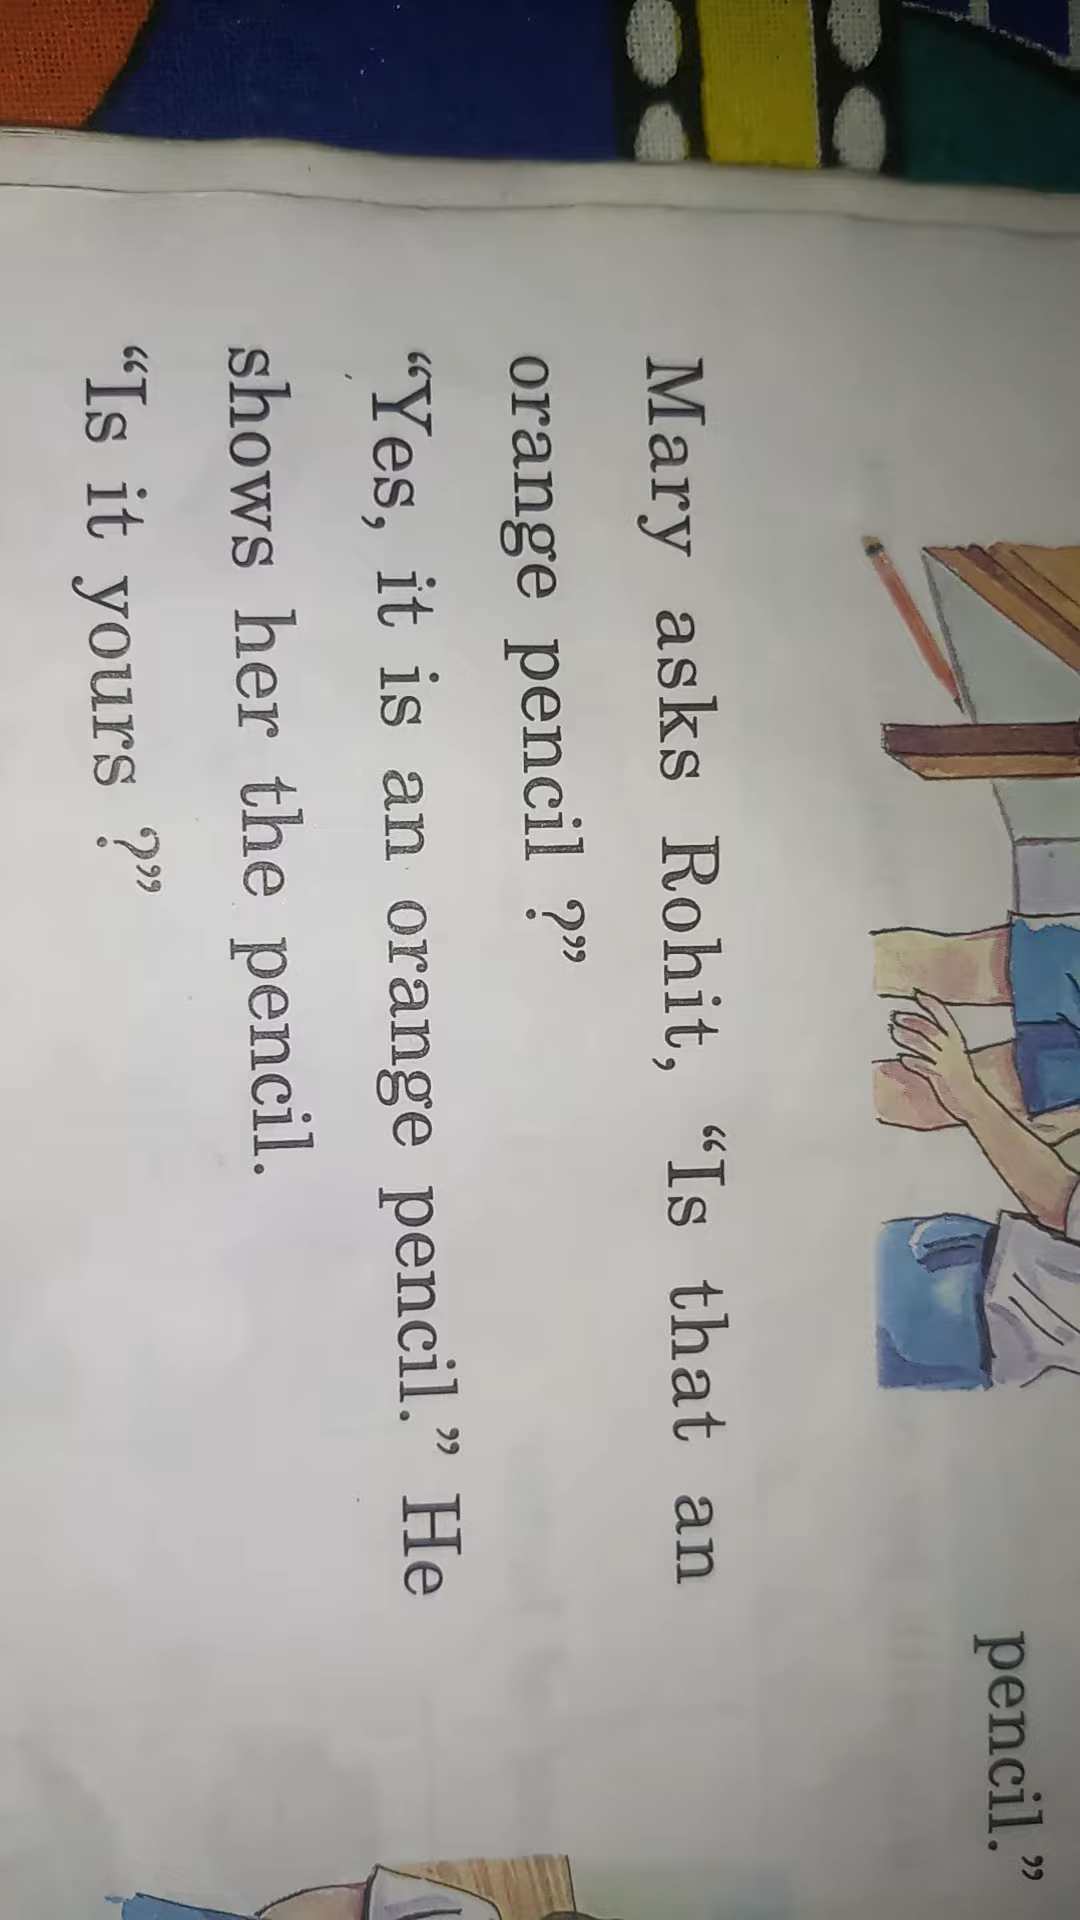 pencil.”
Mary asks Rohit, “Is that an
orange pencil ?”
“Yes, it is an orange pencil.” He
shows her the pencil.
“Is it yours ?”